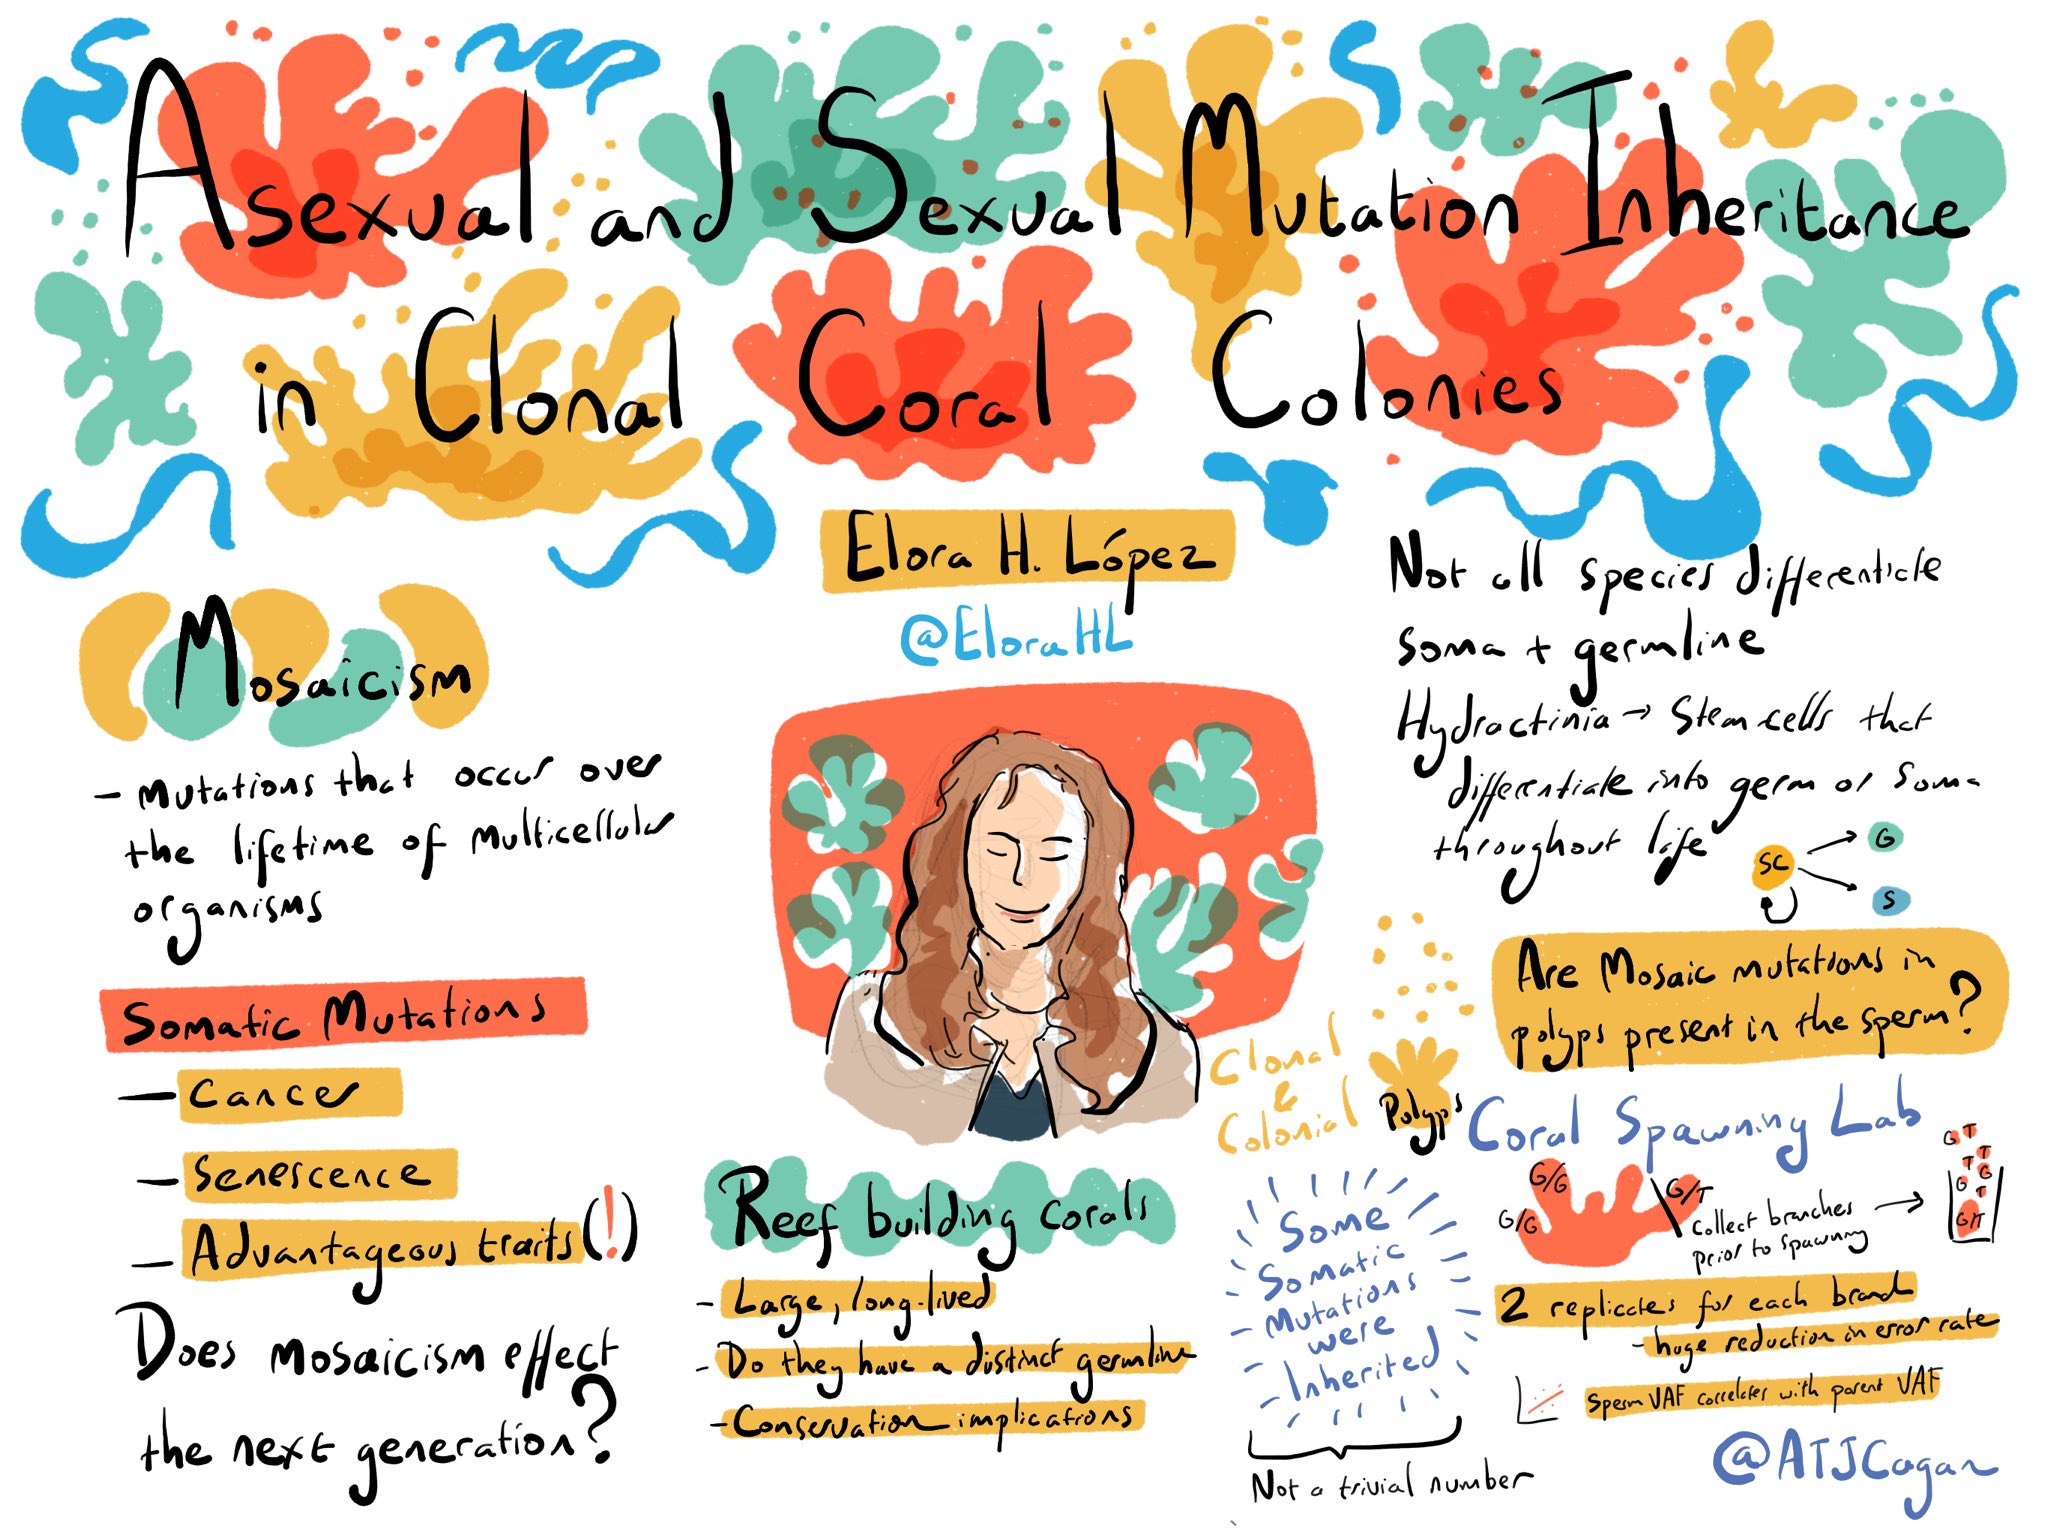 Asexual and Sexual Mutation Inheritance
in Clonal Coral Colonies
Elora H. López
@EloraHL
Mosaicism
- Mutations that occur over
the lifetime of multicellular
organisms
Somatic Mutations
- Cancer
- Senescence
- Advantageous traits (!)
Does mosaicism effect
the next generation?
Reef building corals
- Large, long-lived
- Do they have a distinct germline
- Conservation implications
Clonal
&
Colonial
Polyps
Some
Somatic
Mutations
were
Inherited
Not a trivial number
Not all species differentiate
soma + germline
Hydractinia → Stem cells that
differentiate into germ or soma
throughout life
SC
G
S
Are Mosaic mutations in
polyps present in the sperm?
Coral Spawning Lab
G/G
G/G
G/T
collect branches
prior to spawning
G T
T T
T G
G T
G/T
2 replicates for each branch
- huge reduction in error rate
Sperm VAF correlates with parent VAF
@ATJCagan